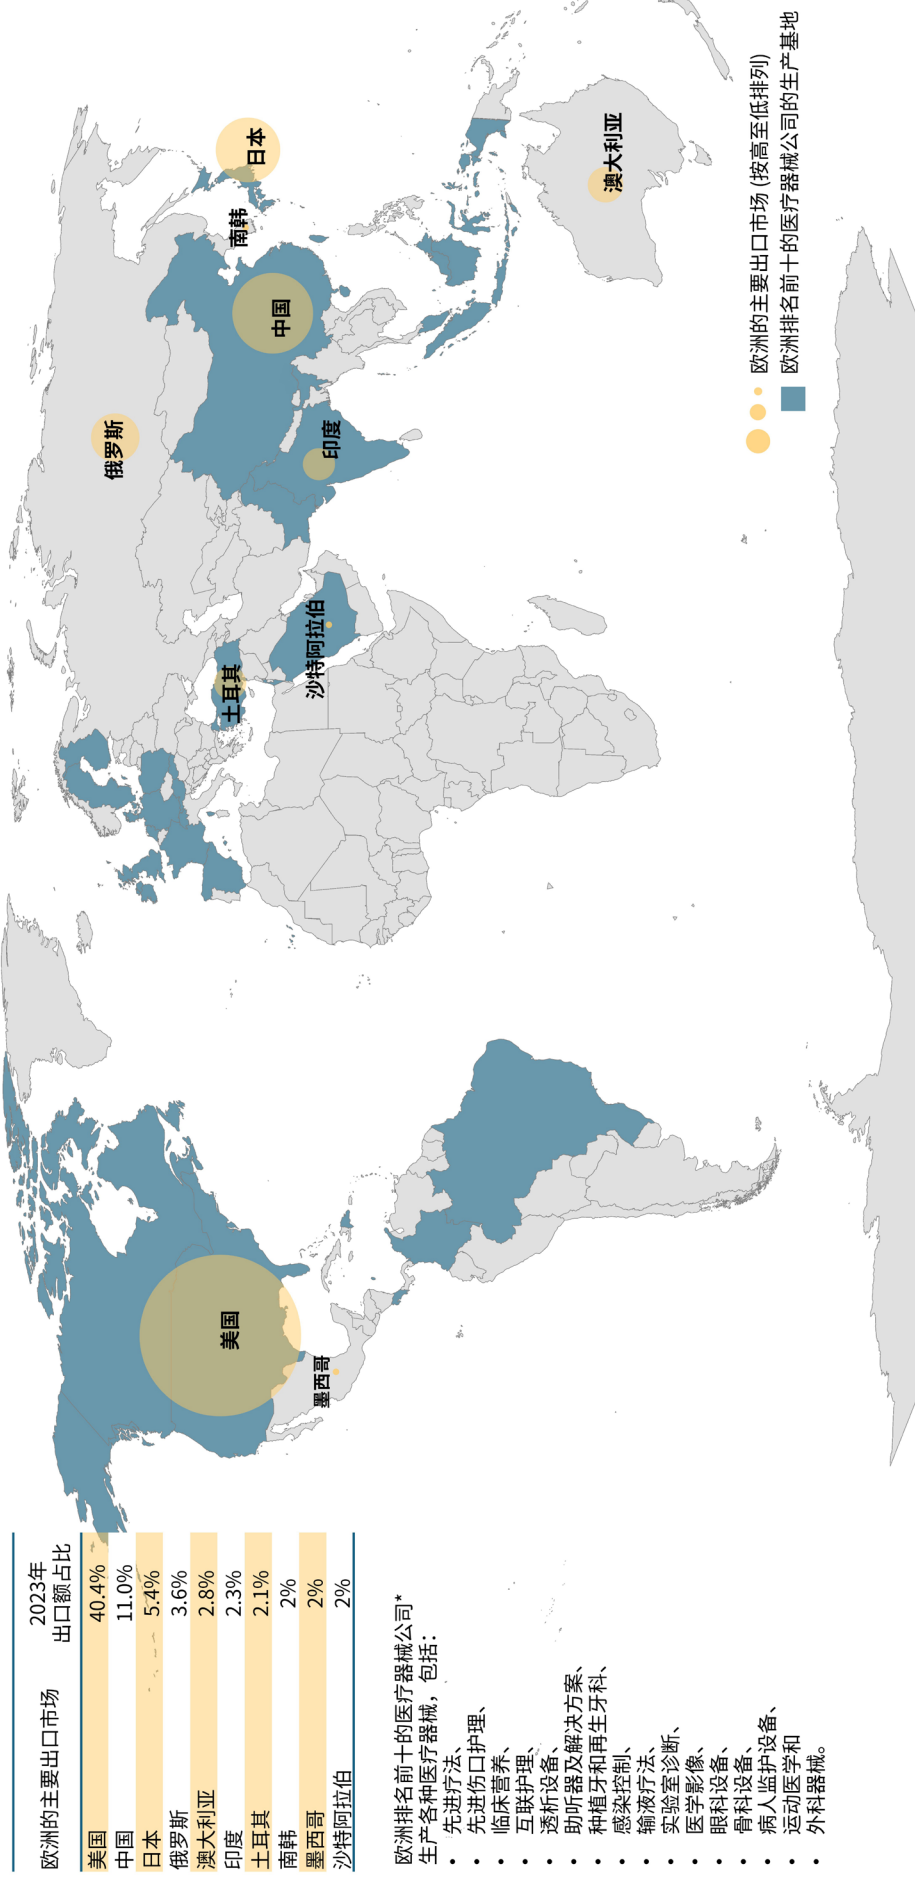 欧洲的主要出口市场 2023年
出口额占比
美国 40.4%
中国 11.0%
日本 5.4%
俄罗斯 3.6%
澳大利亚 2.8%
印度 2.3%
土耳其 2.1%
南韩 2%
墨西哥 2%
沙特阿拉伯 2%
欧洲排名前十的医疗器械公司*
生产各种医疗器械，包括：
• 先进疗法、
• 先进伤口护理、
• 临床营养、
• 互联护理、
• 透析设备、
• 助听器及解决方案、
• 种植牙和再生牙科、
• 感染控制、
• 输液疗法、
• 实验室诊断、
• 医学影像、
• 眼科设备、
• 骨科设备、
• 病人监护设备、
• 运动医学和
• 外科器械。
美国
墨西哥
俄罗斯
土耳其
沙特阿拉伯
印度
中国
南韩
日本
澳大利亚
欧洲的主要出口市场 (按高至低排列)
欧洲排名前十的医疗器械公司的生产基地